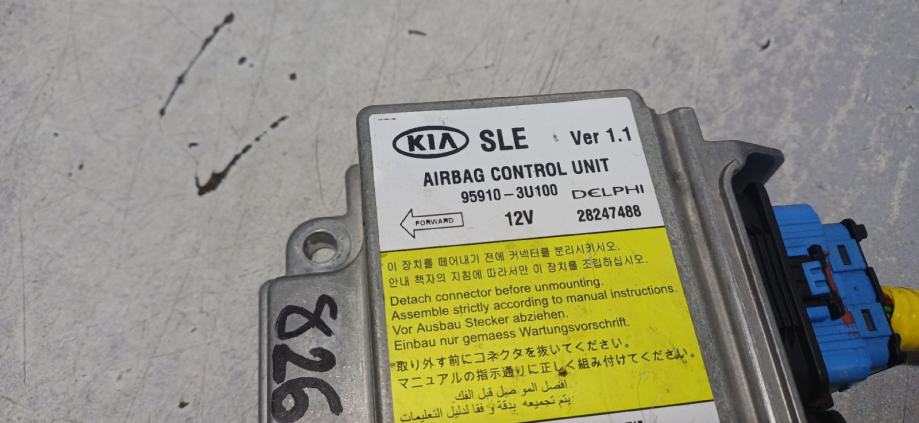 KIA SLE Ver 1.1
AIRBAG CONTROL UNIT
95910-3U100 DELPHI
FORWARD 12V 28247488
이 장치를 떼어내기 전에 커넥터를 분리시키시오.
안내 책자의 지침에 따라서만 이 장치를 조립하십시오.
Detach connector before unmounting.
Assemble strictly according to manual instructions.
Vor Ausbau Stecker abziehen.
Einbau nur gemaess Wartungsvorschrift.
取り外す前にコネクタを抜いてください。
マニュアルの指示通りに正しく組み付けてください。
افصل الموصيل قبل الفك
يتم تجميعه بدقة و فقا لدليل التعليمات
826